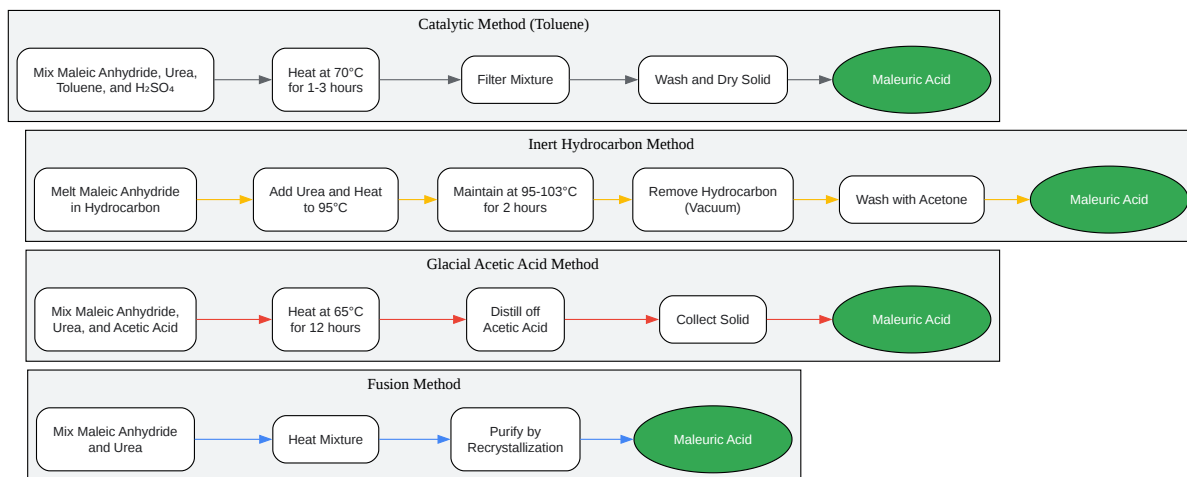 Catalytic Method (Toluene)
Mix Maleic Anhydride, Urea,
Toluene, and H₂SO₄
Heat at 70°C
for 1-3 hours
Filter Mixture
Wash and Dry Solid
Maleuric Acid
Inert Hydrocarbon Method
Melt Maleic Anhydride
in Hydrocarbon
Add Urea and Heat
to 95°C
Maintain at 95-103°C
for 2 hours
Remove Hydrocarbon
(Vacuum)
Wash with Acetone
Maleuric Acid
Glacial Acetic Acid Method
Mix Maleic Anhydride,
Urea, and Acetic Acid
Heat at 65°C
for 12 hours
Distill off
Acetic Acid
Collect Solid
Maleuric Acid
Fusion Method
Mix Maleic Anhydride
and Urea
Heat Mixture
Purify by
Recrystallization
Maleuric Acid